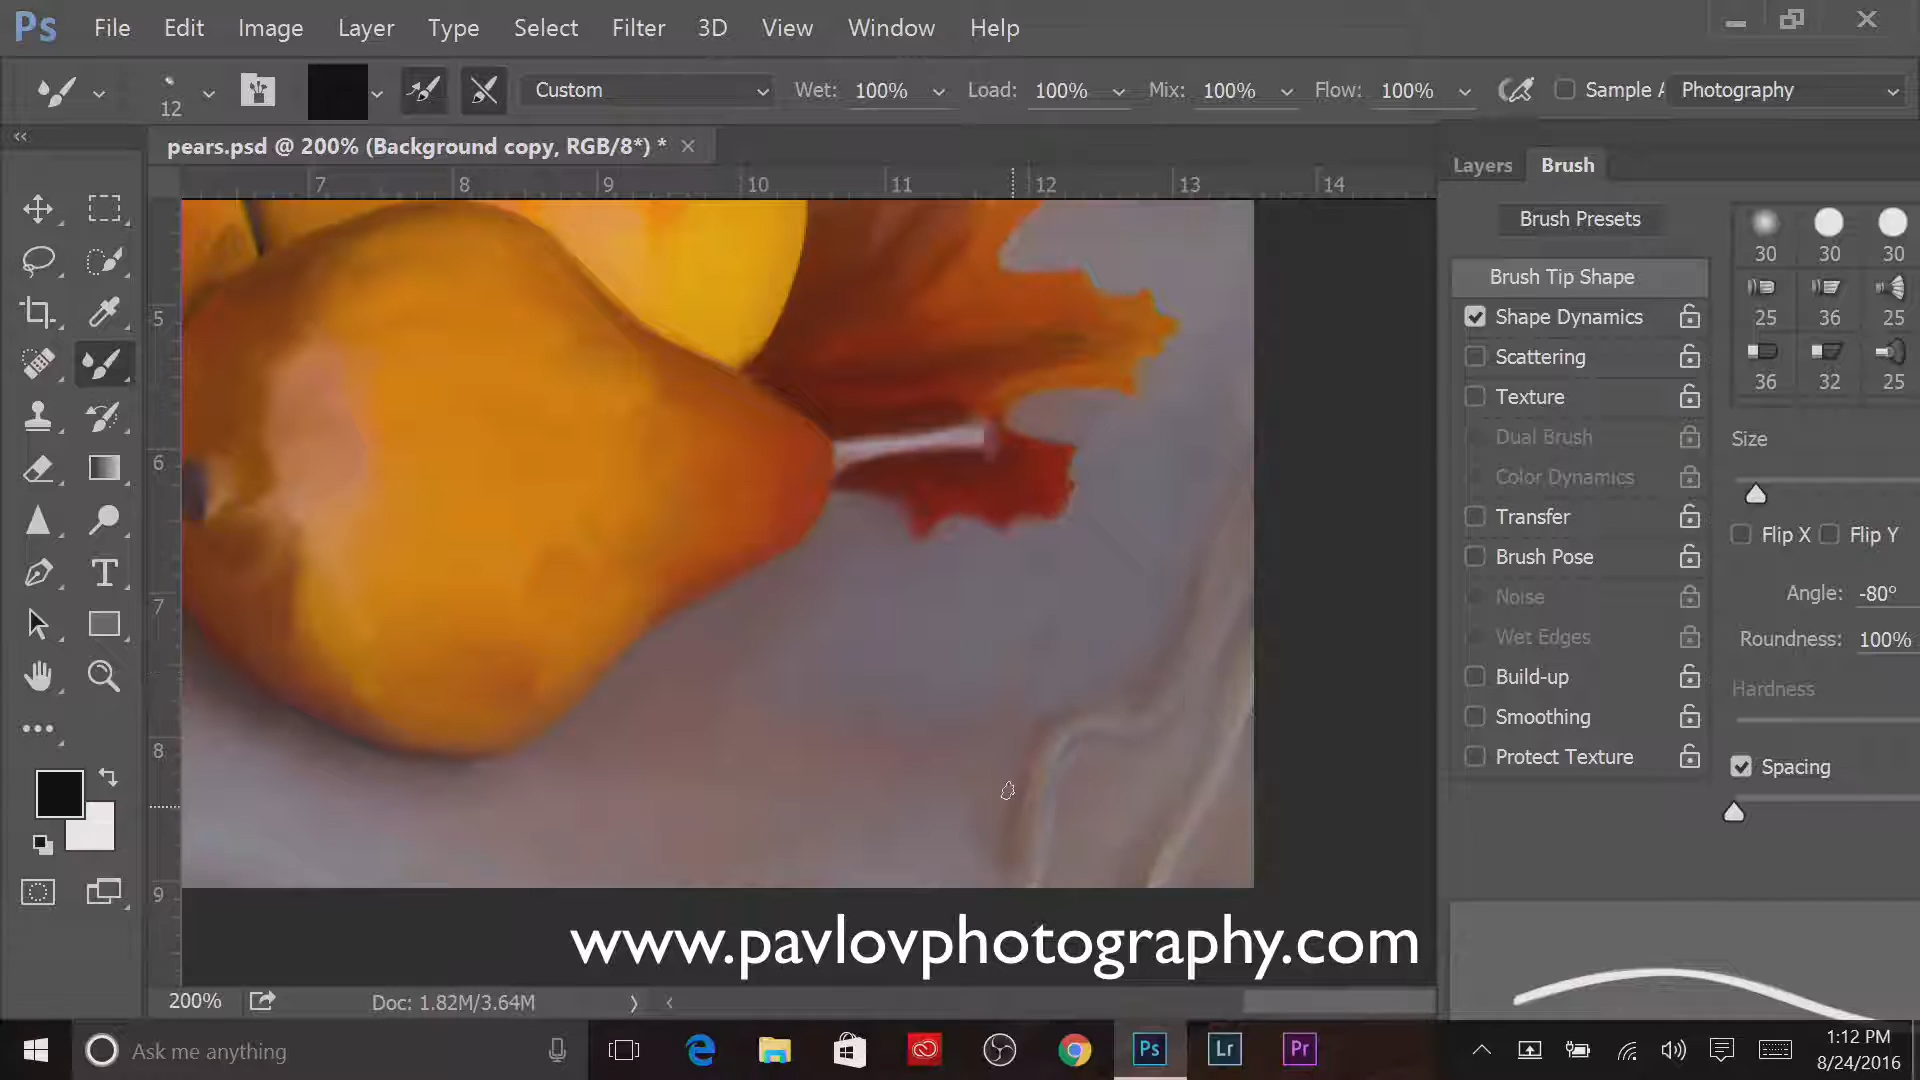 Ps File Edit Image Layer Type Select Filter 3D View Window Help
12 Custom Wet: 100% Load: 100% Mix: 100% Flow: 100% Sample A Photography
pears.psd @ 200% (Background copy, RGB/8*) *
7 8 9 10 11 12 13 14
5
6
7
8
9
Layers Brush
Brush Presets
Brush Tip Shape
Shape Dynamics
Scattering
Texture
Dual Brush
Color Dynamics
Transfer
Brush Pose
Noise
Wet Edges
Build-up
Smoothing
Protect Texture
30 30 30
25 36 25
36 32 25
Size
Flip X Flip Y
Angle: -80°
Roundness: 100%
Hardness
Spacing
www.pavlovphotography.com
200% Doc: 1.82M/3.64M
Ask me anything
Ps Lr Pr
1:12 PM
8/24/2016